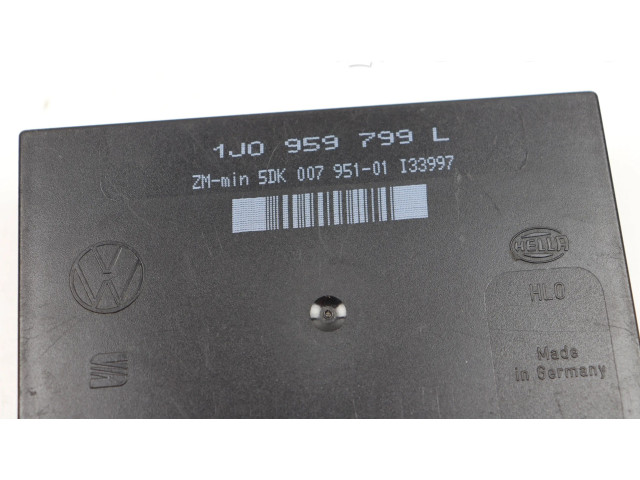 1J0 959 799 L
ZM-min 5DK 007 951-01 I33997
HELLA
HLO
Made
in Germany